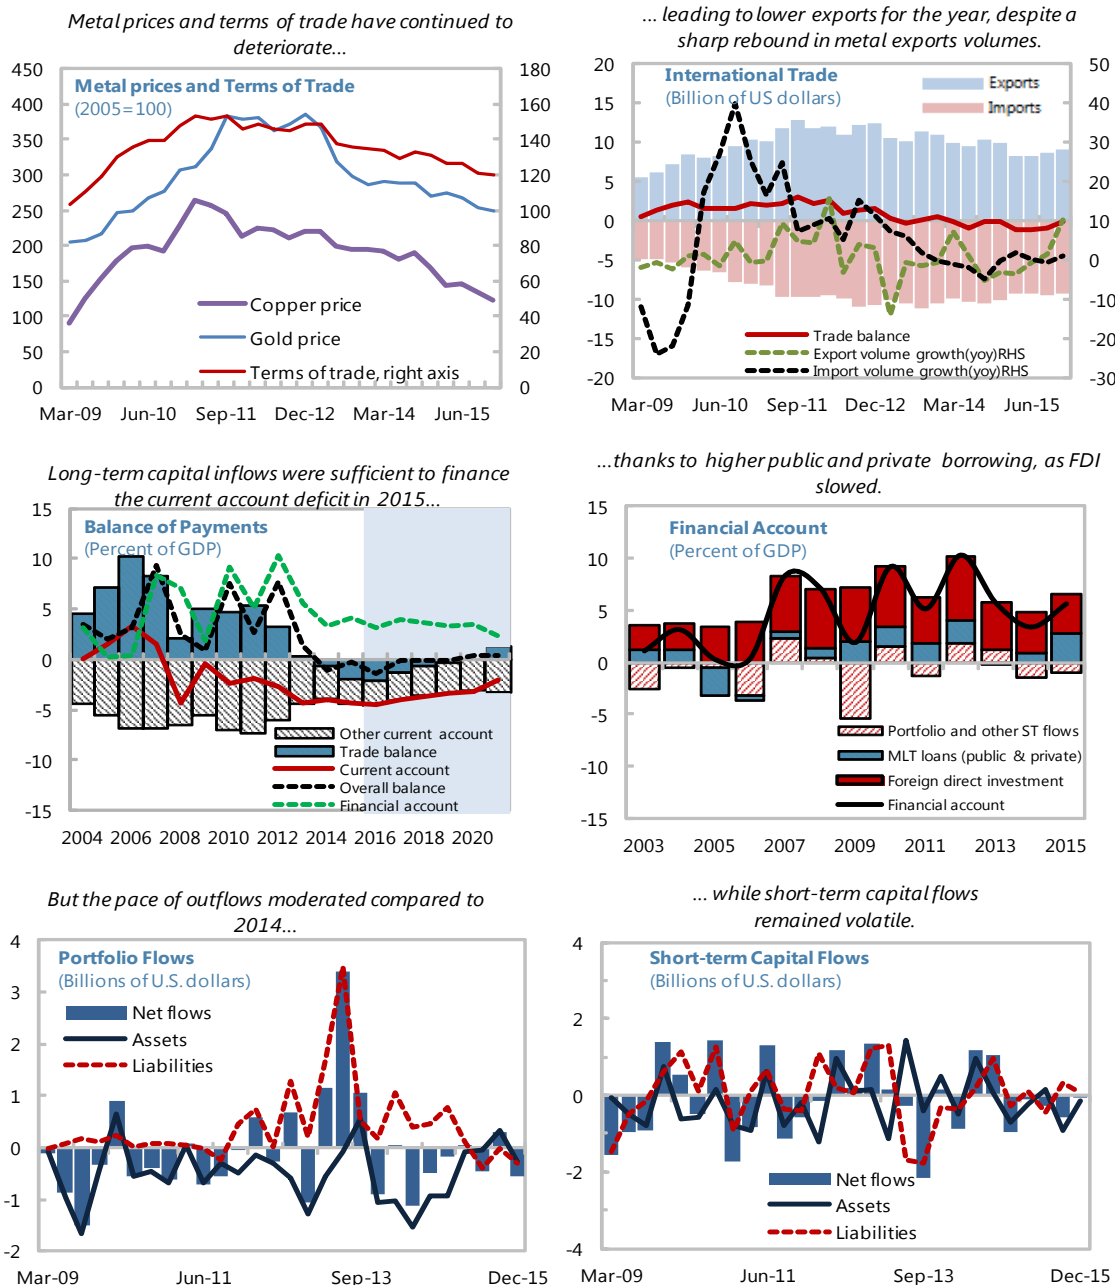 Metal prices and terms of trade have continued to
deteriorate...
Metal prices and Terms of Trade
(2005=100)
450
400
350
300
250
200
150
100
50
0
180
160
140
120
100
80
60
40
20
0
Copper price
Gold price
Terms of trade, right axis
Mar-09 Jun-10 Sep-11 Dec-12 Mar-14 Jun-15
... leading to lower exports for the year, despite a
sharp rebound in metal exports volumes.
International Trade
(Billion of US dollars)
Exports
Imports
20
15
10
5
0
-5
-10
-15
-20
50
40
30
20
10
0
-10
-20
-30
Trade balance
Export volume growth(yoy)RHS
Import volume growth(yoy)RHS
Mar-09 Jun-10 Sep-11 Dec-12 Mar-14 Jun-15
Long-term capital inflows were sufficient to finance
the current account deficit in 2015...
Balance of Payments
(Percent of GDP)
15
10
5
0
-5
-10
-15
Other current account
Trade balance
Current account
Overall balance
Financial account
2004 2006 2008 2010 2012 2014 2016 2018 2020
...thanks to higher public and private borrowing, as FDI
slowed.
Financial Account
(Percent of GDP)
15
10
5
0
-5
-10
-15
Portfolio and other ST flows
MLT loans (public & private)
Foreign direct investment
Financial account
2003 2005 2007 2009 2011 2013 2015
But the pace of outflows moderated compared to
2014...
Portfolio Flows
(Billions of U.S. dollars)
Net flows
Assets
Liabilities
4
3
2
1
0
-1
-2
Mar-09 Jun-11 Sep-13 Dec-15
... while short-term capital flows
remained volatile.
Short-term Capital Flows
(Billions of U.S. dollars)
4
2
0
-2
-4
Net flows
Assets
Liabilities
Mar-09 Jun-11 Sep-13 Dec-15